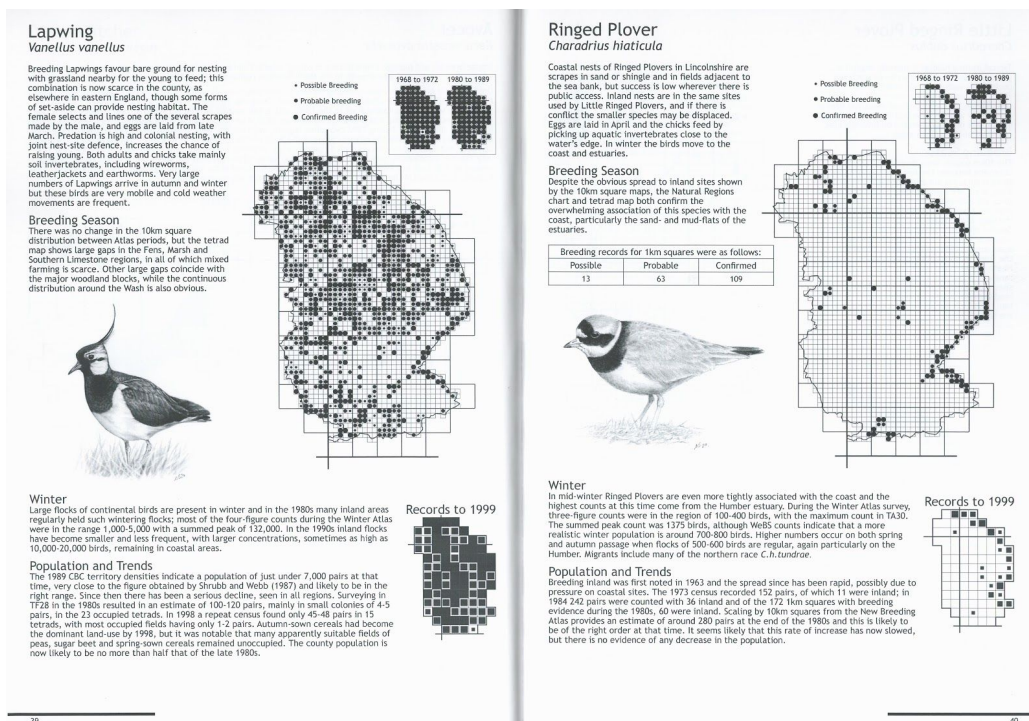 Lapwing
Vanellus vanellus
Breeding Lapwings favour bare ground for nesting
with grassland nearby for the young to feed; this
combination is now scarce in the county, as
elsewhere in eastern England, though some forms
of set-aside can provide nesting habitat. The
female selects and lines one of the several scrapes
made by the male, and eggs are laid from late
March. Predation is high and colonial nesting, with
joint nest-site defence, increases the chance of
raising young. Both adults and chicks take mainly
soil invertebrates, including wireworms,
leatherjackets and earthworms. Very large
numbers of Lapwings arrive in autumn and winter
but these birds are very mobile and cold weather
movements are frequent.
Breeding Season
There was no change in the 10km square
distribution between Atlas periods, but the tetrad
map shows large gaps in the Fens, Marsh and
Southern Limestone regions, in all of which mixed
farming is scarce. Other large gaps coincide with
the major woodland blocks, while the continuous
distribution around the Wash is also obvious.
Possible Breeding
Probable breeding
Confirmed Breeding
1968 to 1972 1980 to 1989
Winter
Large flocks of continental birds are present in winter and in the 1980s many inland areas
regularly held such wintering flocks; most of the four-figure counts during the Winter Atlas
were in the range 1,000-5,000 with a summed peak of 132,000. In the 1990s inland flocks
have become smaller and less frequent, with larger concentrations, sometimes as high as
10,000-20,000 birds, remaining in coastal areas.
Population and Trends
The 1989 CBC territory densities indicate a population of just under 7,000 pairs at that
time, very close to the figure obtained by Shrubb and Webb (1987) and likely to be in the
right range. Since then there has been a serious decline, seen in all regions. Surveying in
TF28 in the 1980s resulted in an estimate of 100-120 pairs, mainly in small colonies of 4-5
pairs, in the 23 occupied tetrads. In 1998 a repeat census found only 45-48 pairs in 15
tetrads, with most occupied fields having only 1-2 pairs. Autumn-sown cereals had become
the dominant land-use by 1998, but it was notable that many apparently suitable fields of
peas, sugar beet and spring-sown cereals remained unoccupied. The county population is
now likely to be no more than half that of the late 1980s.
Records to 1999
39
Ringed Plover
Charadrius hiaticula
Coastal nests of Ringed Plovers in Lincolnshire are
scrapes in sand or shingle and in fields adjacent to
the sea bank, but success is low wherever there is
public access. Inland nests are in the same sites
used by Little Ringed Plovers, and if there is
conflict the smaller species may be displaced.
Eggs are laid in April and the chicks feed by
picking up aquatic invertebrates close to the
water's edge. In winter the birds move to the
coast and estuaries.
Breeding Season
Despite the obvious spread to inland sites shown
by the 10km square maps, the Natural Regions
chart and tetrad map both confirm the
overwhelming association of this species with the
coast, particularly the sand- and mud-flats of the
estuaries.
Breeding records for 1km squares were as follows:
Possible Probable Confirmed
13 63 109
Possible Breeding
Probable breeding
Confirmed Breeding
1968 to 1972 1980 to 1989
Winter
In mid-winter Ringed Plovers are even more tightly associated with the coast and the
highest counts at this time come from the Humber estuary. During the Winter Atlas survey,
three-figure counts were in the region of 100-400 birds, with the maximum count in TA30.
The summed peak count was 1375 birds, although WeBS counts indicate that a more
realistic winter population is around 700-800 birds. Higher numbers occur on both spring
and autumn passage when flocks of 500-600 birds are regular, again particularly on the
Humber. Migrants include many of the northern race C.h.tundrae.
Population and Trends
Breeding inland was first noted in 1963 and the spread since has been rapid, possibly due to
pressure on coastal sites. The 1973 census recorded 152 pairs, of which 11 were inland; in
1984 242 pairs were counted with 36 inland and of the 172 1km squares with breeding
evidence during the 1980s, 60 were inland. Scaling by 10km squares from the New Breeding
Atlas provides an estimate of around 280 pairs at the end of the 1980s and this is likely to
be of the right order at that time. It seems likely that this rate of increase has now slowed,
but there is no evidence of any decrease in the population.
Records to 1999
40